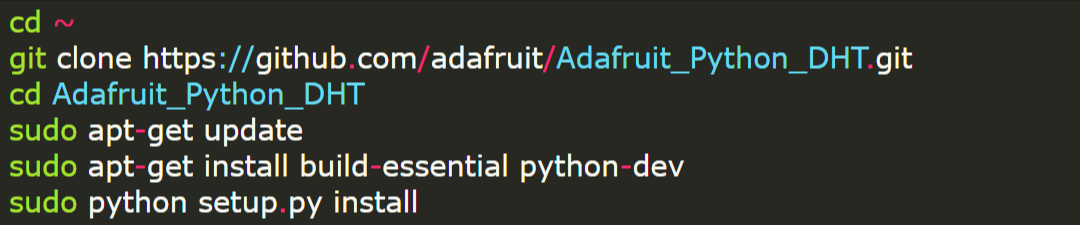 cd ~
git clone https://github.com/adafruit/Adafruit_Python_DHT.git
cd Adafruit_Python_DHT
sudo apt-get update
sudo apt-get install build-essential python-dev
sudo python setup.py install